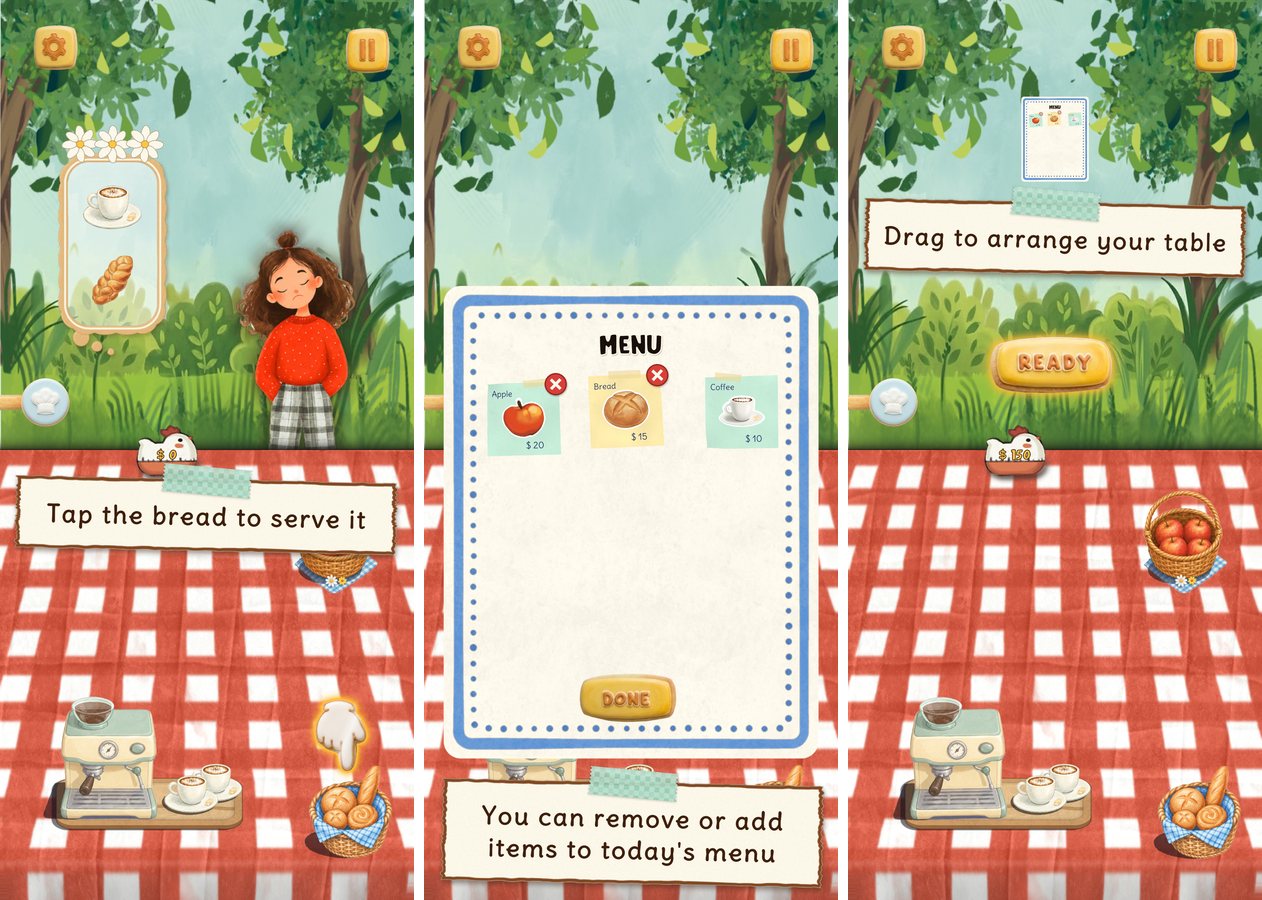 $ 0
Tap the bread to serve it
MENU
Apple
$ 20
Bread
$ 15
Coffee
$ 10
DONE
You can remove or add
items to today's menu
MENU
Drag to arrange your table
READY
$ 150